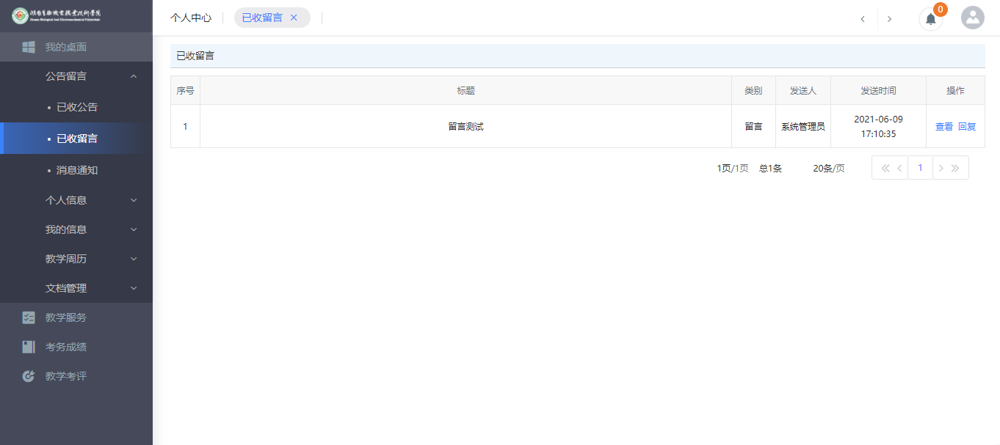 湖南生物机电职业技术学院
Hunan Biological And Electromechanical Polytechnic
个人中心
已收留言
0
我的桌面
公告留言
已收公告
已收留言
消息通知
个人信息
我的信息
教学周历
文档管理
教学服务
考务成绩
教学考评
已收留言
序号 标题 类别 发送人 发送时间 操作
1 留言测试 留言 系统管理员 2021-06-09 查看 回复
17:10:35
1页/1页 总1条 20条/页 1